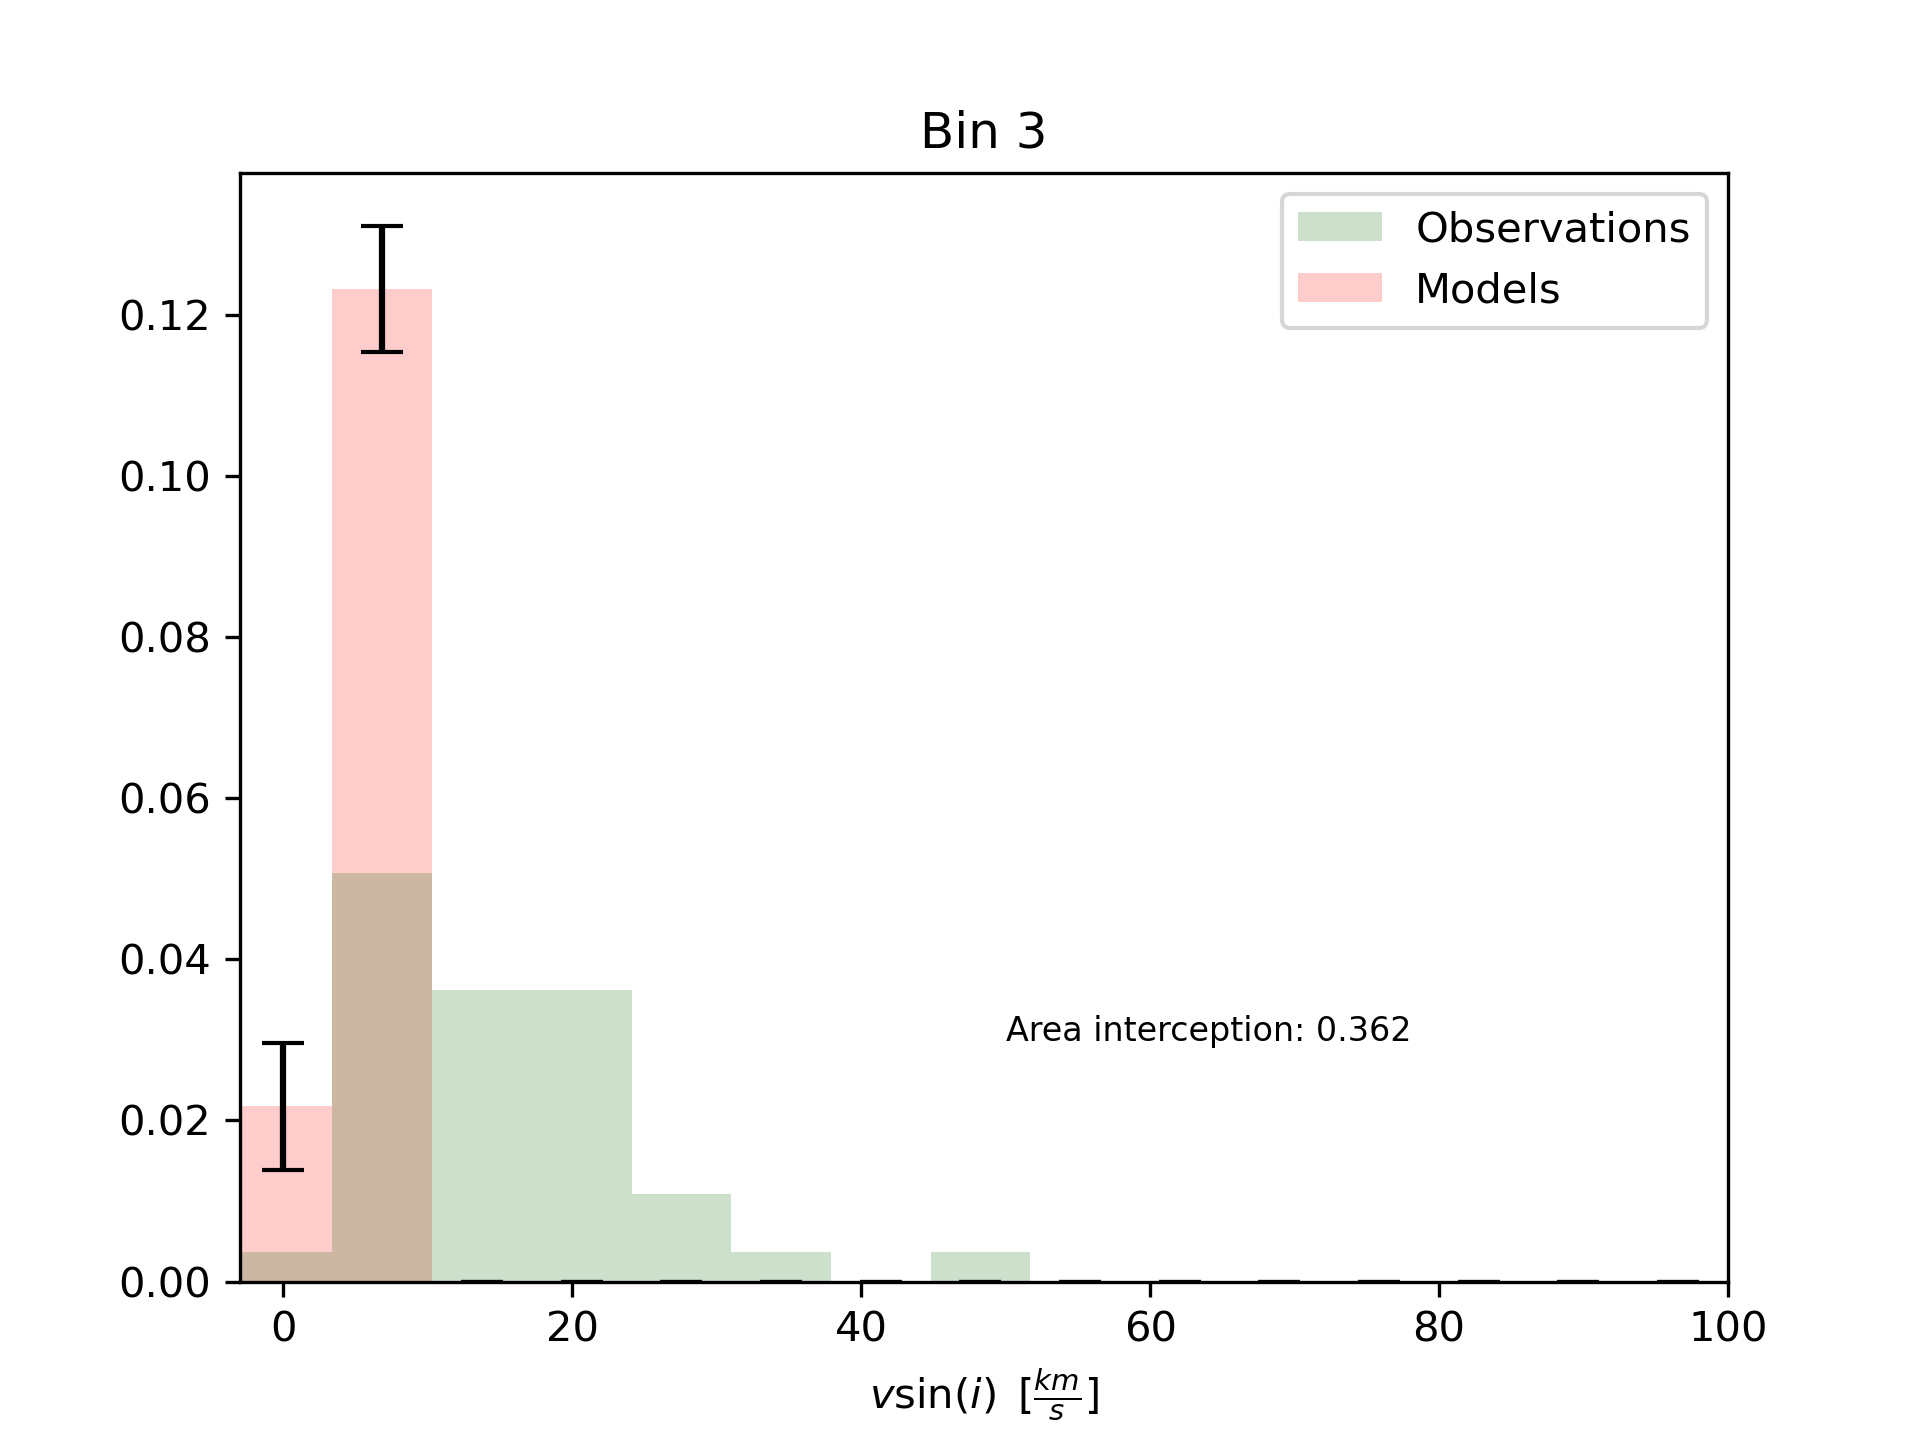 Bin 3
Observations
Models
0.12
0.10
0.08
0.06
0.04
0.02
0.00
Area interception: 0.362
0 20 40 60 80 100
vsin(i) [km/s]